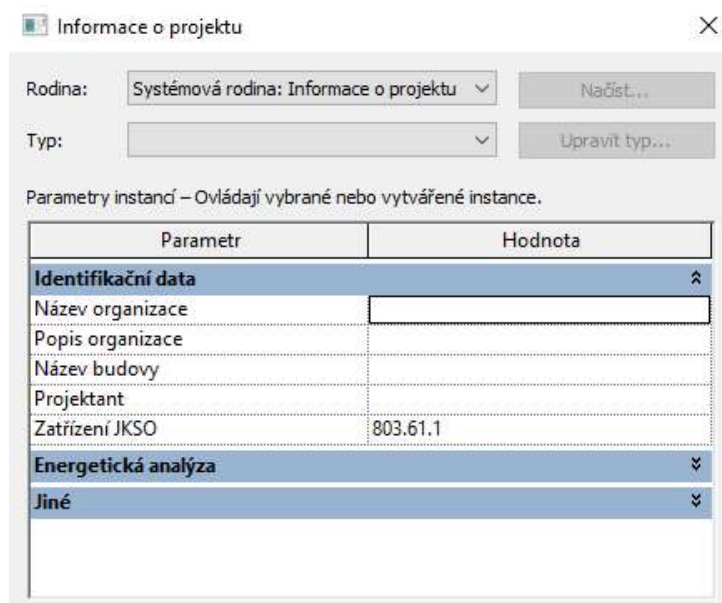 Informace o projektu
Rodina: Systémová rodina: Informace o projektu Načíst...
Typ: Upravit typ...
Parametry instancí – Ovládají vybrané nebo vytvářené instance.
Parametr Hodnota
Identifikační data
Název organizace
Popis organizace
Název budovy
Projektant
Zatřízení JKSO 803.61.1
Energetická analýza
Jiné